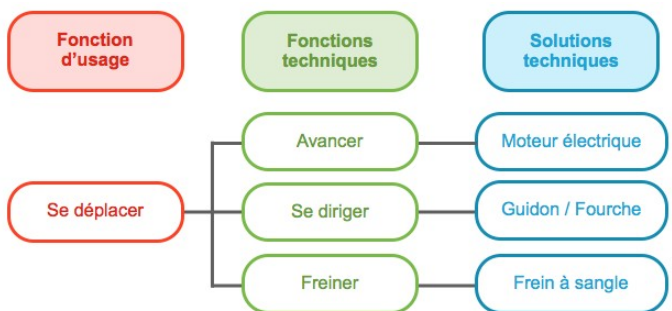 Fonction
d'usage
Fonctions
techniques
Solutions
techniques
Avancer
Moteur électrique
Se déplacer
Se diriger
Guidon / Fourche
Freiner
Frein à sangle